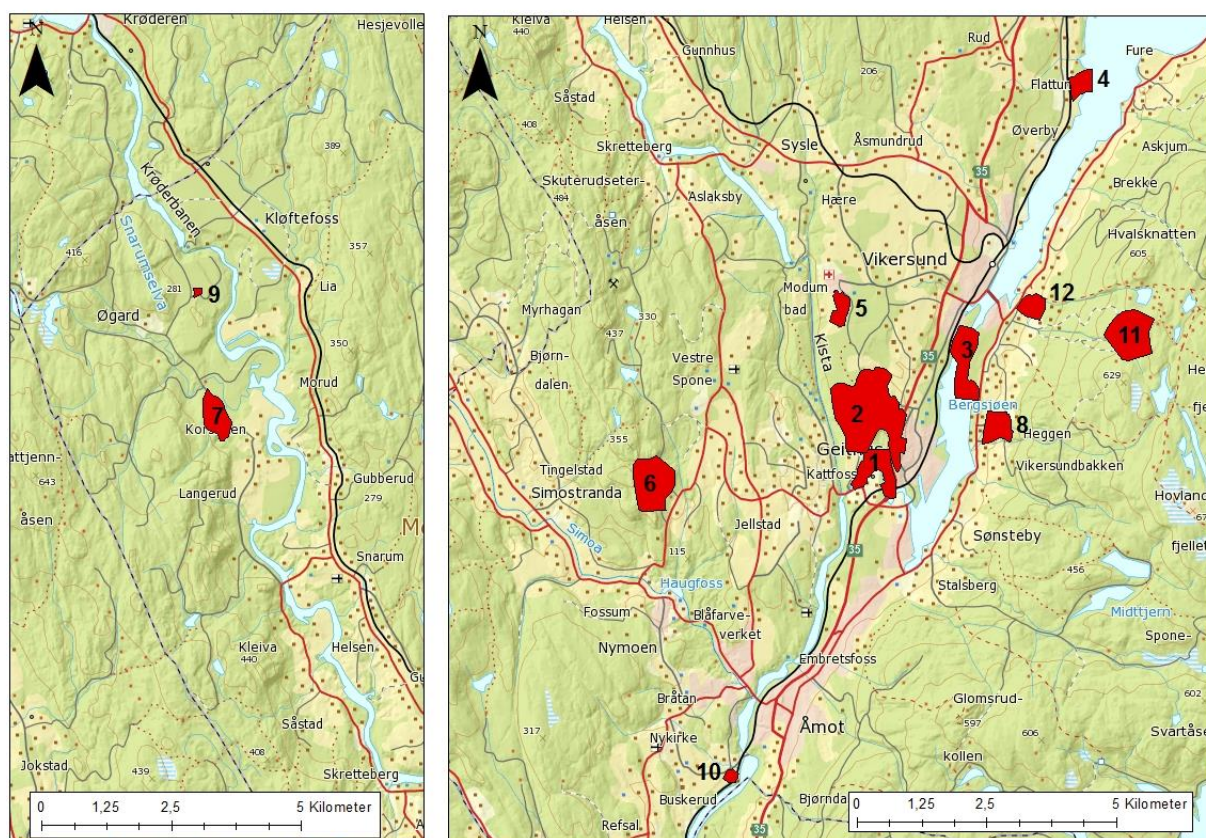 Krøderen
Hesjevolle
N
389
Krøderbanen
Kløftefoss
Snarumselva
416
357
Lia
281
9
Øgard
350
Morud
7
Langerud
Gubberud
643
279
åsen
Snarum
Kleiva
440
Helsen
Såstad
408
Jokstad
439
Skretteberg
0 1,25 2,5 5 Kilometer
Kleiva
440
Helsen
N
Gunnhus
Rud
Fure
206
4
Såstad
408
Øverby
Skretteberg
Sysle
Åsmundrud
Askjum
35
Skuterudseter-
484
åsen
Aslaksby
Hære
Brekke
Hvalsknatten
605
Vikersund
Modum
bad
5
12
Myrhagan
330
437
11
Kista
3
35
Bjørn-
dalen
Vestre
Spone
629
2
Bergsjøen
8
Heggen
355
Kattfoss
1
Vikersundbakken
Tingelstad
Simostranda
6
Simoa
Jellstad
Sønsteby
115
35
456
Haugfoss
Stalsberg
Fossum
Blåfarve-
verket
Midttjern
Spone-
Nymoen
Embretsfoss
Bråtan
Glomsrud-
597
kollen
602
317
Åmot
606
Svartåse
Nykirke
10
Buskerud
Refsal
35
0 1,25 2,5 5 Kilometer